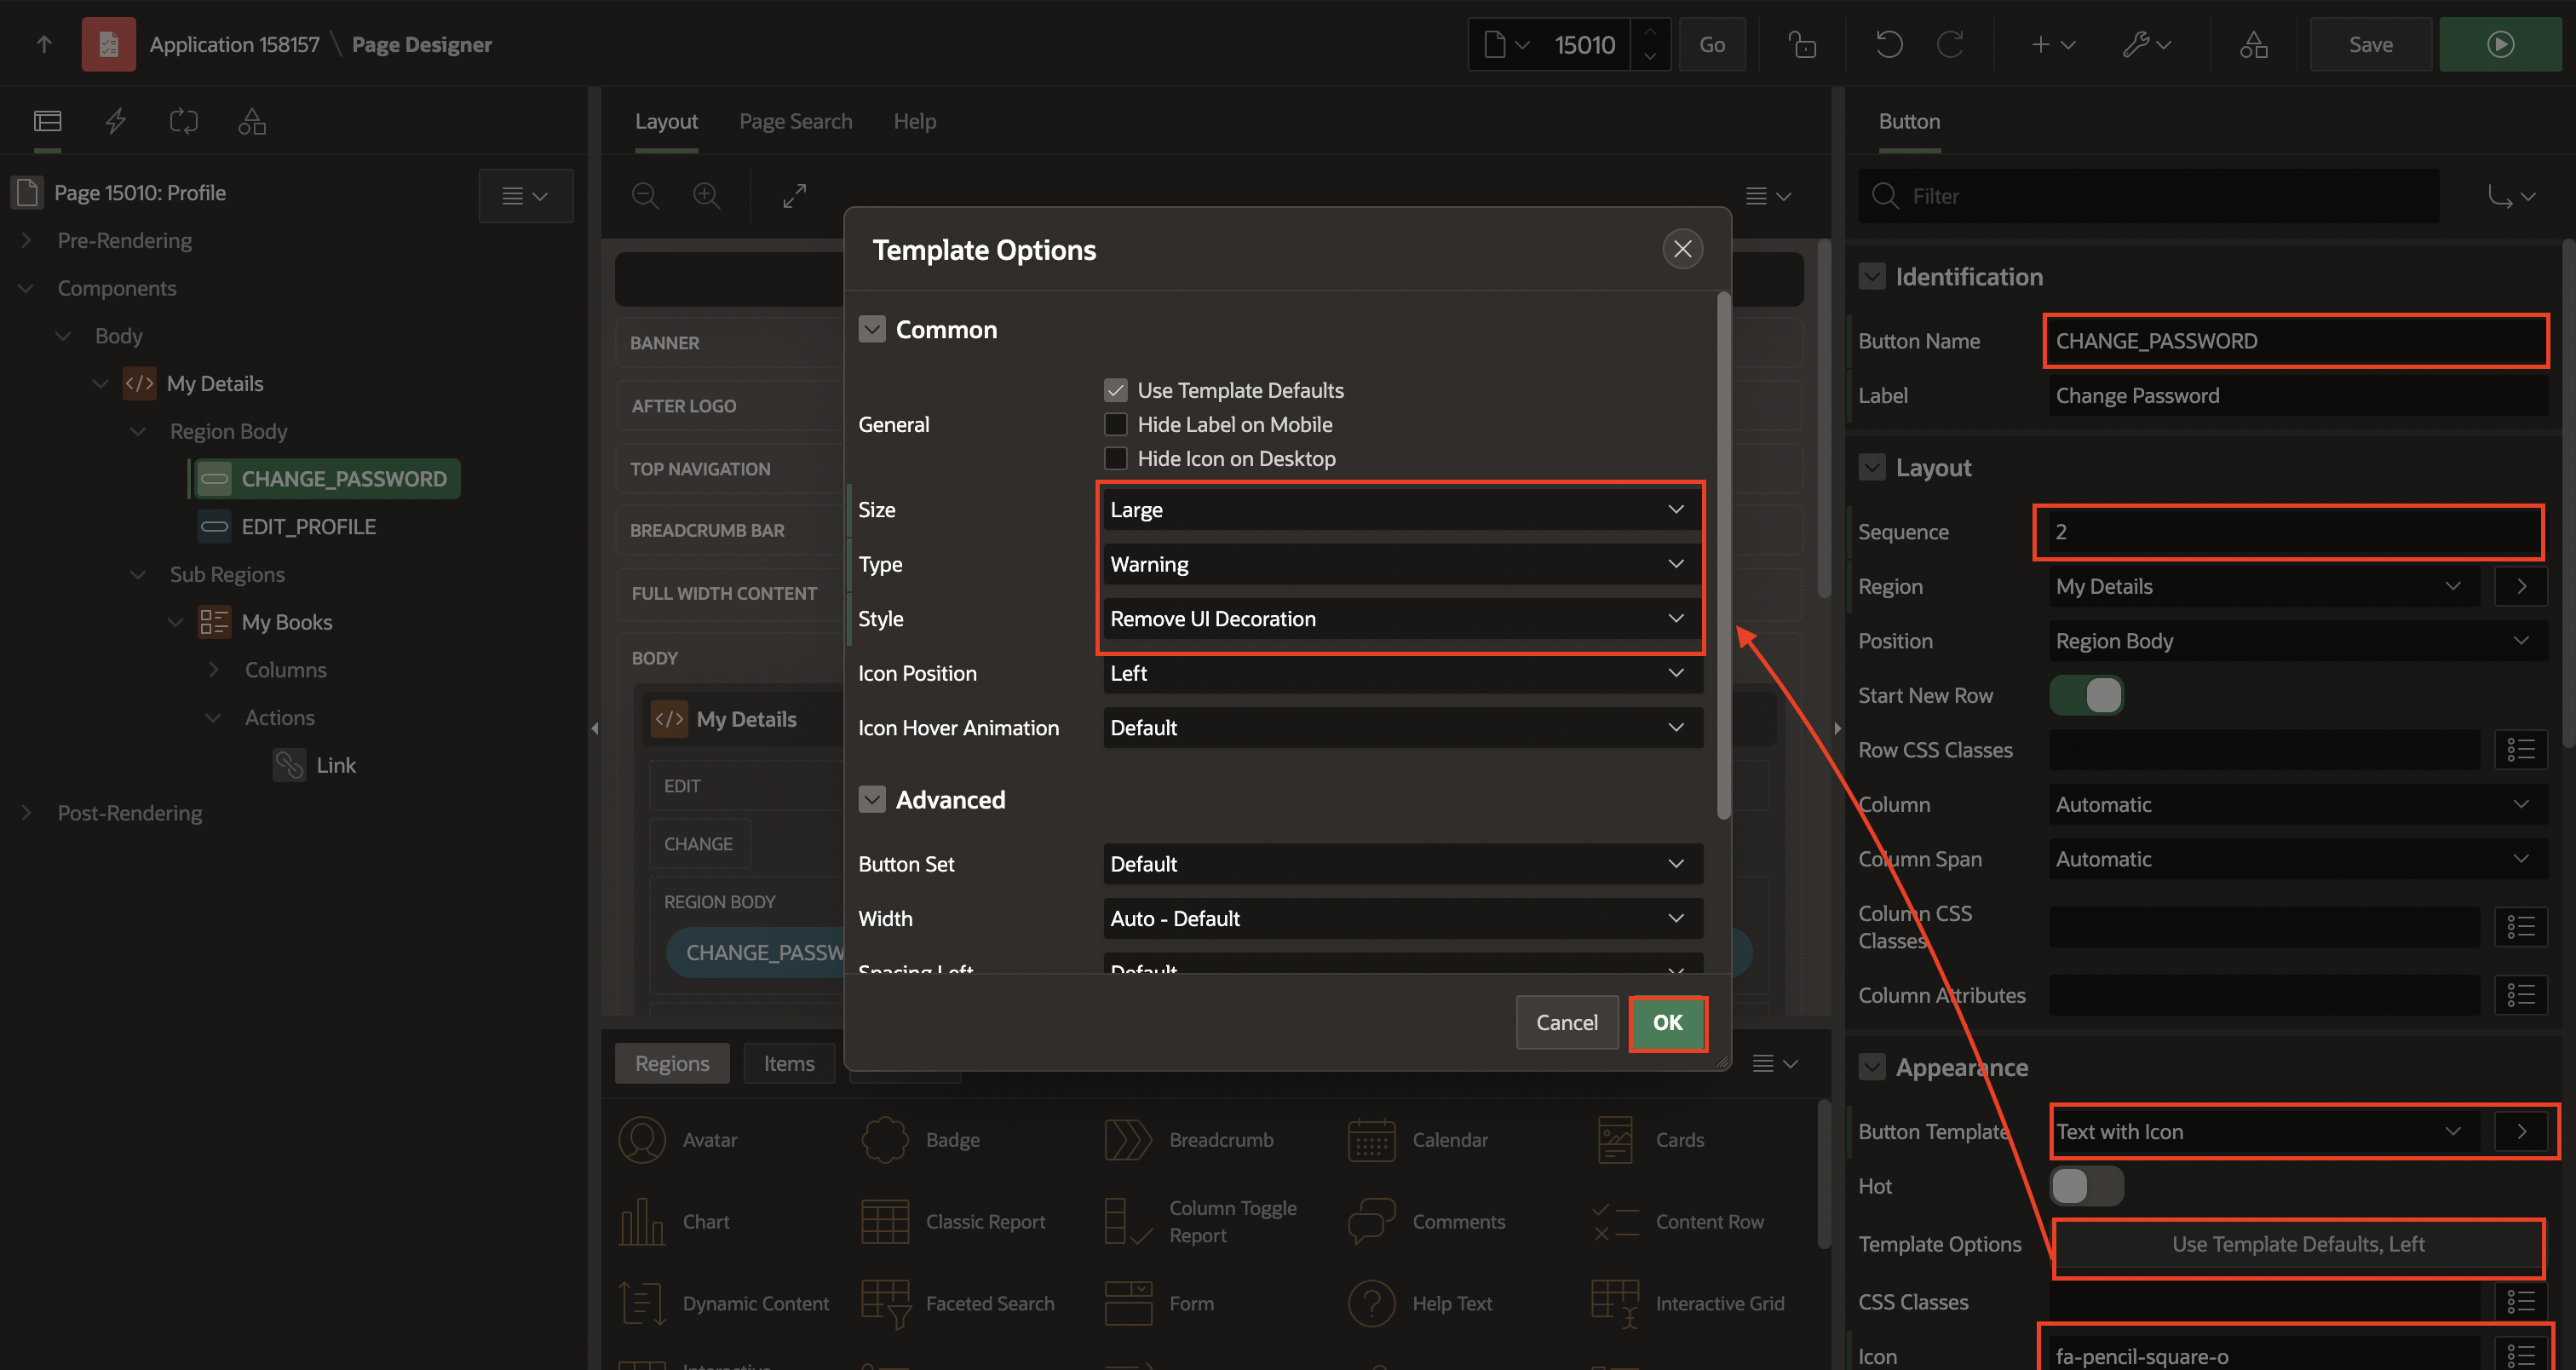 Application 158157 \ Page Designer
15010
Go
Save
Layout
Page Search
Help
Button
Page 15010: Profile
Filter
Pre-Rendering
Components
Body
My Details
Region Body
CHANGE_PASSWORD
EDIT_PROFILE
Sub Regions
My Books
Columns
Actions
Link
Post-Rendering
BANNER
AFTER LOGO
TOP NAVIGATION
BREADCRUMB BAR
FULL WIDTH CONTENT
BODY
My Details
EDIT
CHANGE
REGION BODY
CHANGE_PASSW
Template Options
Common
General
Use Template Defaults
Hide Label on Mobile
Hide Icon on Desktop
Size
Large
Type
Warning
Style
Remove UI Decoration
Icon Position
Left
Icon Hover Animation
Default
Advanced
Button Set
Default
Width
Auto - Default
Spacing Left
Default
Cancel
OK
Regions
Items
Avatar
Badge
Breadcrumb
Calendar
Cards
Chart
Classic Report
Column Toggle
Report
Comments
Content Row
Dynamic Content
Faceted Search
Form
Help Text
Interactive Grid
Interactive
Identification
Button Name
CHANGE_PASSWORD
Label
Change Password
Layout
Sequence
2
Region
My Details
Position
Region Body
Start New Row
Row CSS Classes
Column
Automatic
Column Span
Automatic
Column CSS
Classes
Column Attributes
Appearance
Button Template
Text with Icon
Hot
Template Options
Use Template Defaults, Left
CSS Classes
Icon
fa-pencil-square-o